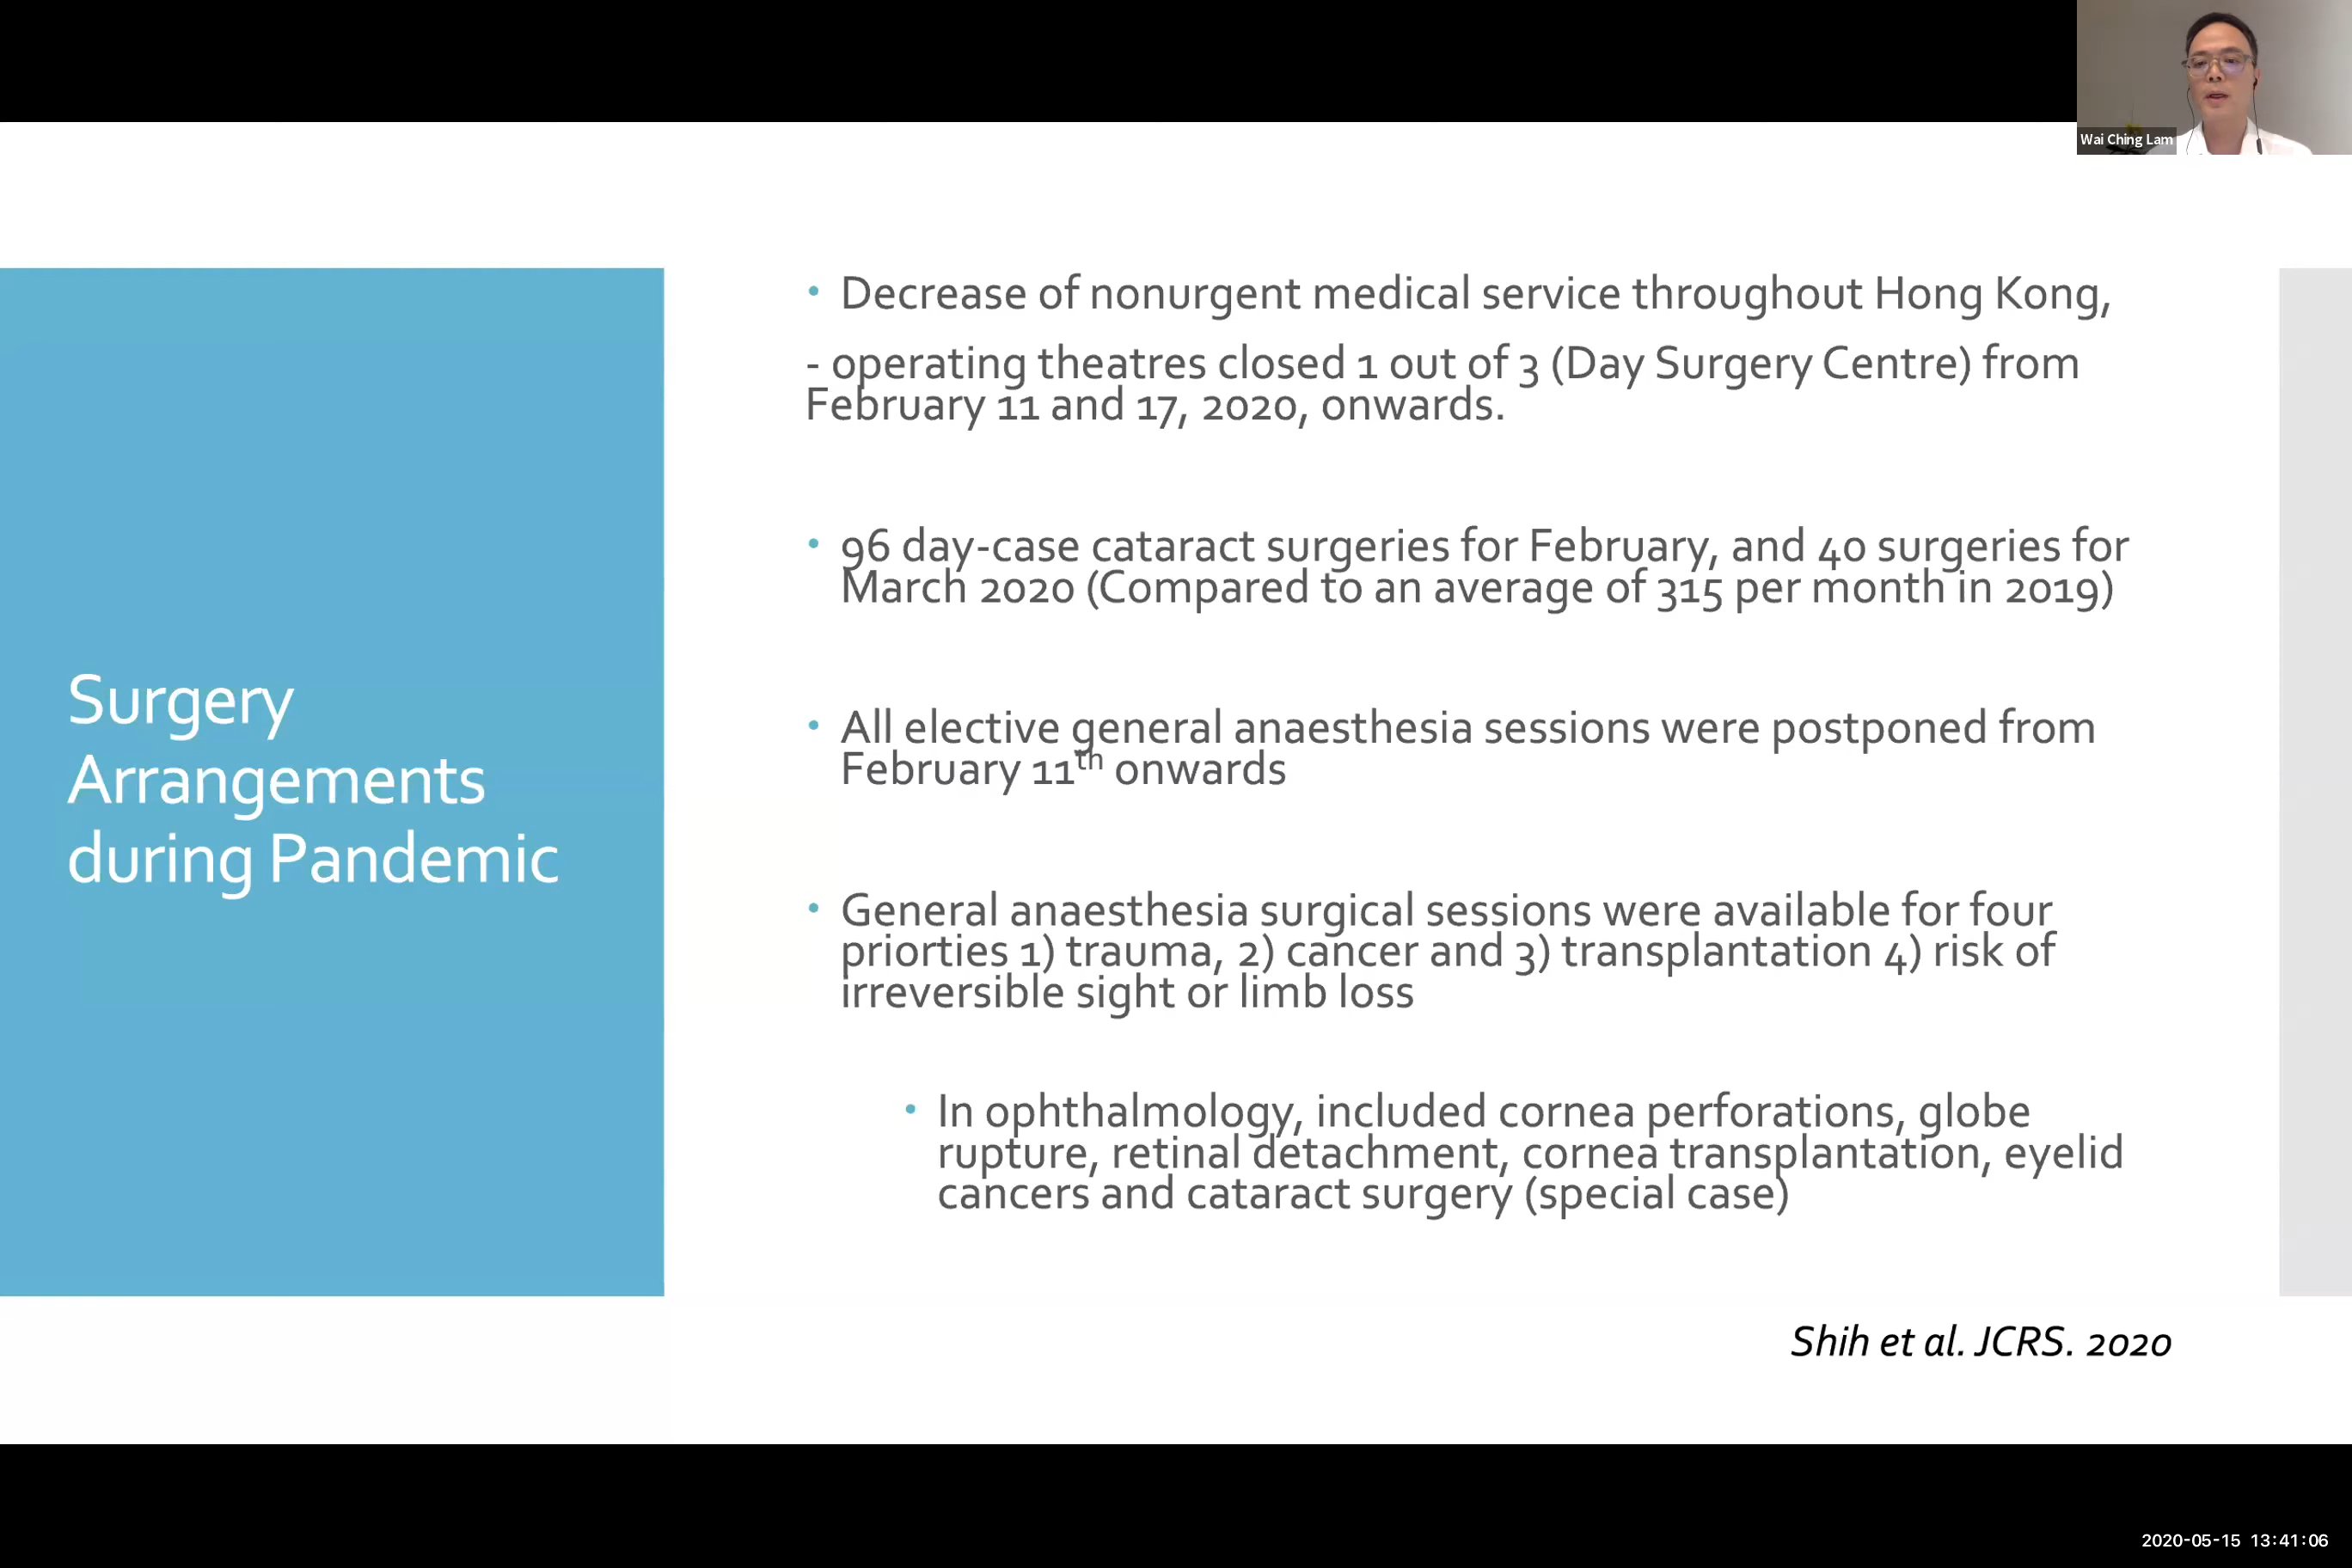 Wai Ching Lam
Surgery
Arrangements
during Pandemic
• Decrease of nonurgent medical service throughout Hong Kong,
- operating theatres closed 1 out of 3 (Day Surgery Centre) from
February 11 and 17, 2020, onwards.
• 96 day-case cataract surgeries for February, and 40 surgeries for
March 2020 (Compared to an average of 315 per month in 2019)
• All elective general anaesthesia sessions were postponed from
February 11th onwards
• General anaesthesia surgical sessions were available for four
priorties 1) trauma, 2) cancer and 3) transplantation 4) risk of
irreversible sight or limb loss
• In ophthalmology, included cornea perforations, globe
rupture, retinal detachment, cornea transplantation, eyelid
cancers and cataract surgery (special case)
Shih et al. JCRS. 2020
2020-05-15 13:41:06